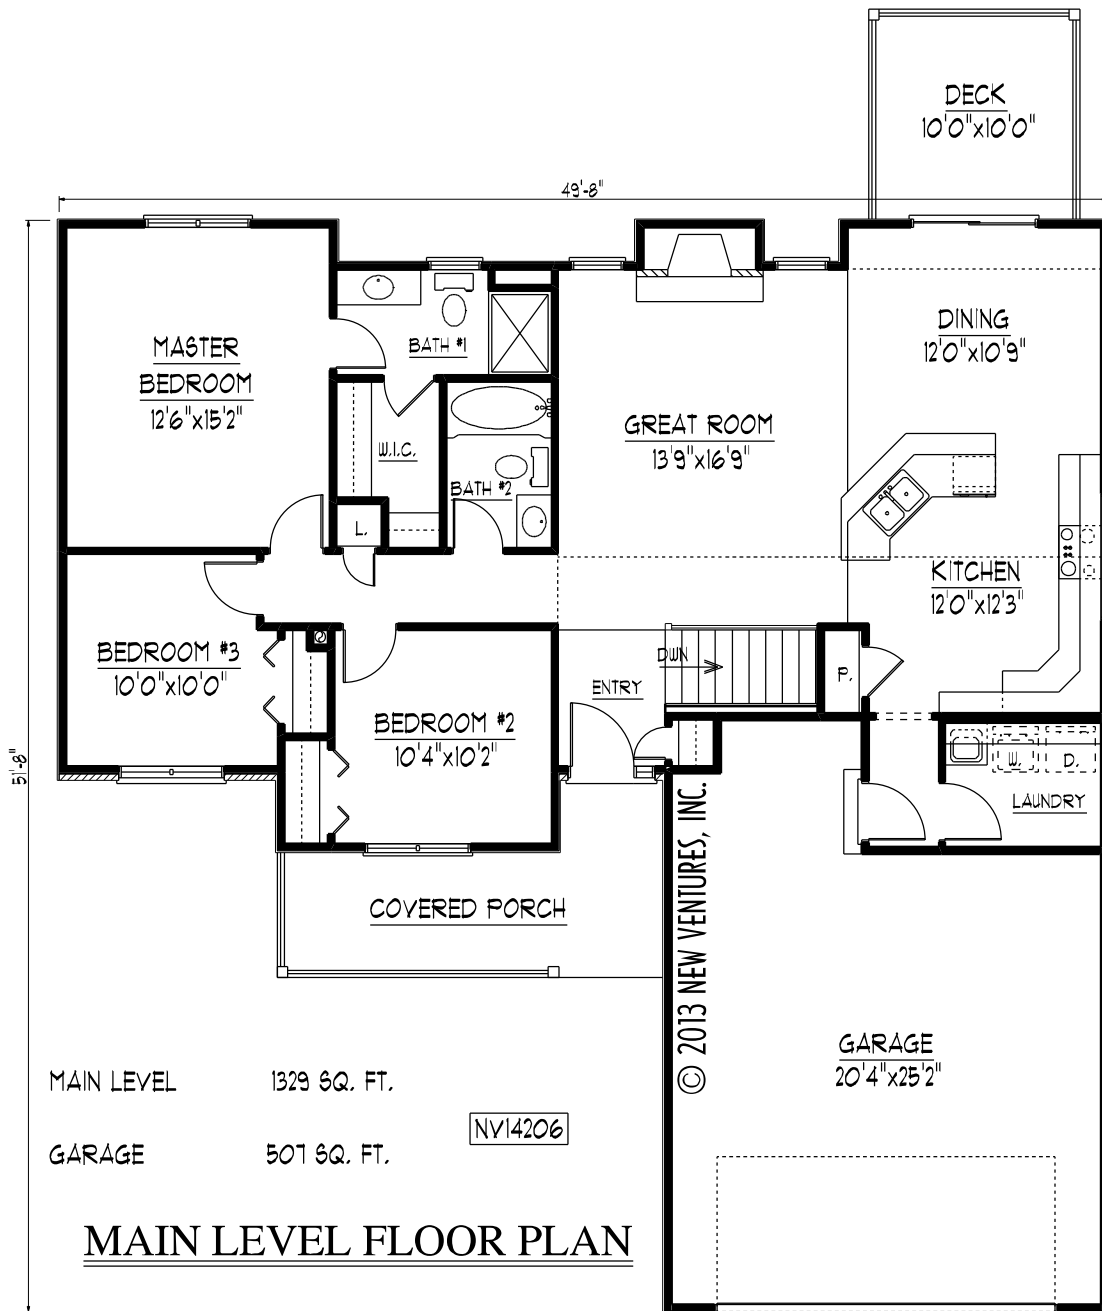 DECK
10'0"x10'0"
49'-8"
MASTER
BEDROOM
12'6"x15'2"
BATH #1
W.I.C.
BATH #2
L.
GREAT ROOM
13'9"x16'9"
DINING
12'0"x10'9"
KITCHEN
12'0"x12'3"
BEDROOM #3
10'0"x10'0"
BEDROOM #2
10'4"x10'2"
ENTRY
DWN
P.
W.
D.
LAUNDRY
51'-8"
COVERED PORCH
© 2013 NEW VENTURES, INC.
GARAGE
20'4"x25'2"
MAIN LEVEL 1329 SQ. FT.
NV14206
GARAGE 507 SQ. FT.
MAIN LEVEL FLOOR PLAN